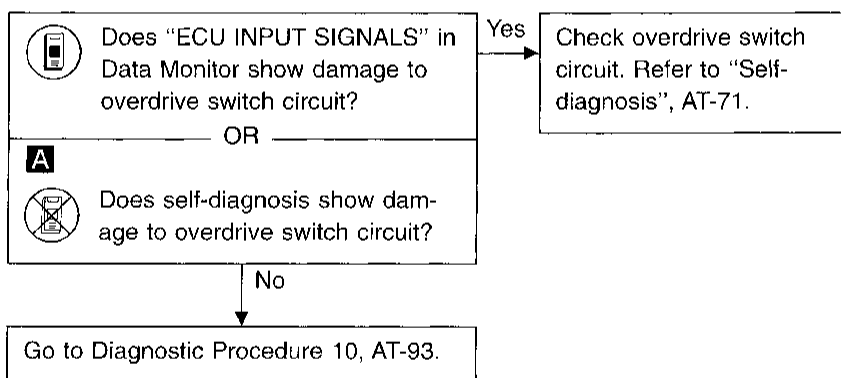 Does “ECU INPUT SIGNALS” in
Data Monitor show damage to
overdrive switch circuit?
Yes
Check overdrive switch
circuit. Refer to “Self-
diagnosis”, AT-71.
OR
A
Does self-diagnosis show dam-
age to overdrive switch circuit?
No
Go to Diagnostic Procedure 10, AT-93.